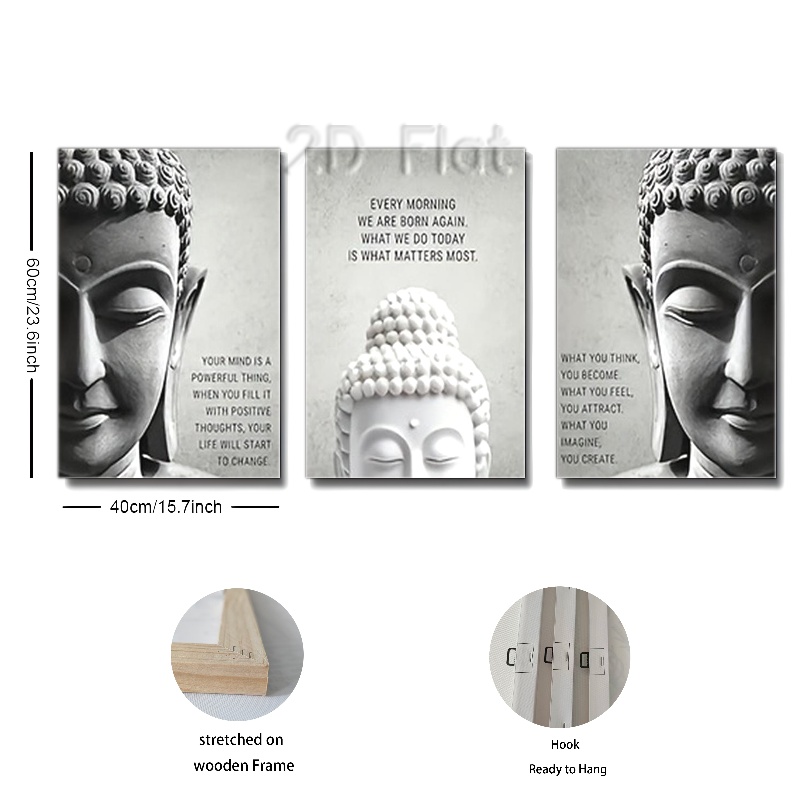 2D Flat
EVERY MORNING
WE ARE BORN AGAIN.
WHAT WE DO TODAY
IS WHAT MATTERS MOST.
YOUR MIND IS A
POWERFUL THING,
WHEN YOU FILL IT
WITH POSITIVE
THOUGHTS, YOUR
LIFE WILL START
TO CHANGE.
WHAT YOU THINK,
YOU BECOME.
WHAT YOU FEEL,
YOU ATTRACT.
WHAT YOU
IMAGINE,
YOU CREATE.
60cm/23.6inch
40cm/15.7inch
stretched on
wooden Frame
Hook
Ready to Hang